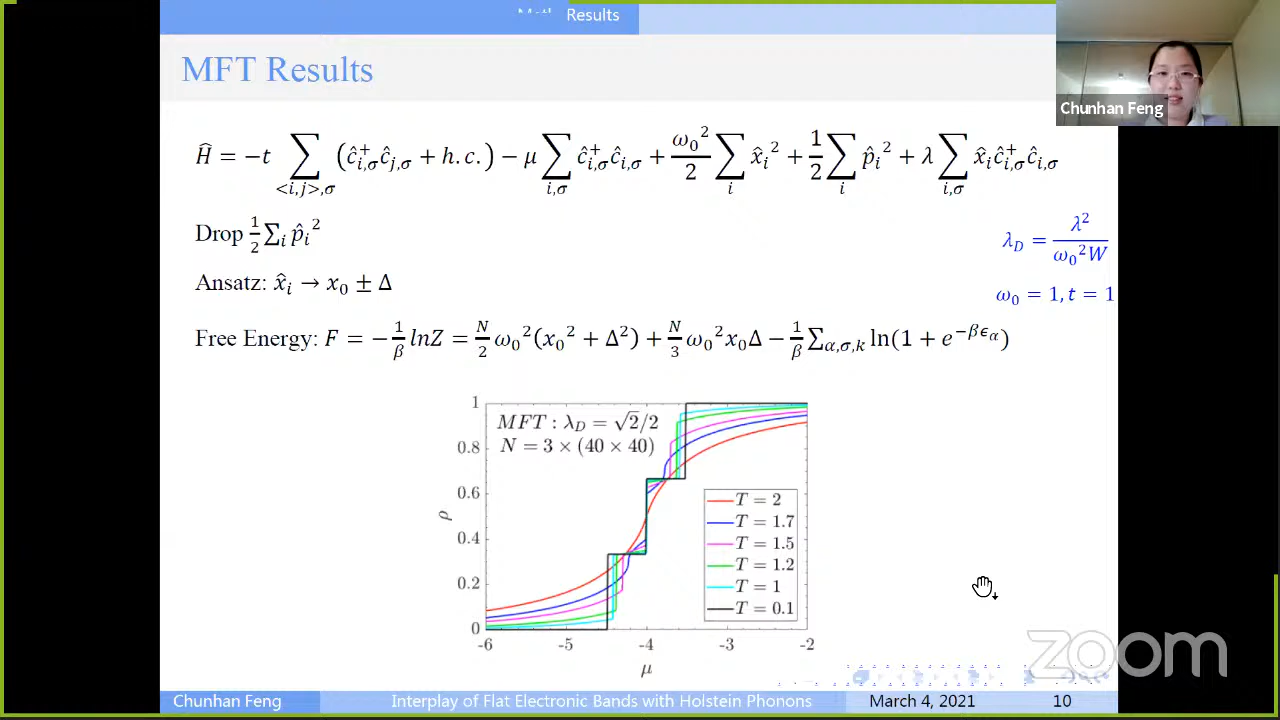 Results
MFT Results
Chunhan Feng
Ĥ = −t ∑_{<i,j>,σ} (ĉ⁺_{i,σ} ĉ_{j,σ} + h.c.) − μ ∑_{i,σ} ĉ⁺_{i,σ} ĉ_{i,σ} + ω₀²/2 ∑_i x̂_i² + 1/2 ∑_i p̂_i² + λ ∑_{i,σ} x̂_i ĉ⁺_{i,σ} ĉ_{i,σ}
Drop 1/2 ∑_i p̂_i²
λ_D = λ²/(ω₀²W)
Ansatz: x̂_i → x₀ ± Δ
ω₀ = 1, t = 1
Free Energy: F = −1/β lnZ = N/2 ω₀²(x₀² + Δ²) + N/3 ω₀²x₀Δ − 1/β ∑_{α,σ,k} ln(1 + e^{−βϵ_α})
MFT : λ_D = √2/2
N = 3 × (40 × 40)
1
0.8
0.6
0.4
0.2
0
ρ
T = 2
T = 1.7
T = 1.5
T = 1.2
T = 1
T = 0.1
-6 -5 -4 -3 -2
μ
zoom
Chunhan Feng Interplay of Flat Electronic Bands with Holstein Phonons March 4, 2021 10